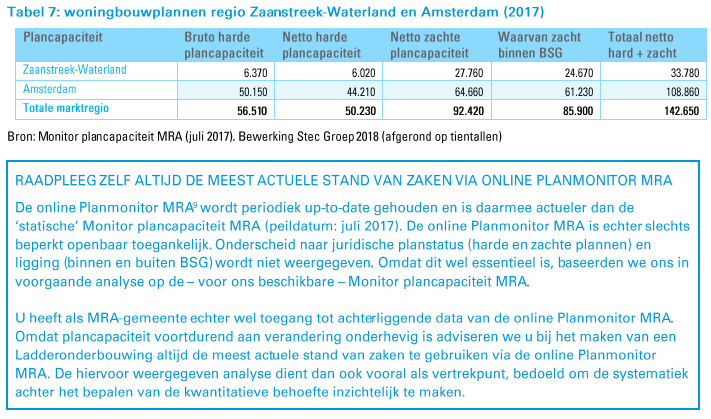 Tabel 7: woningbouwplannen regio Zaanstreek-Waterland en Amsterdam (2017)
Plancapaciteit Bruto harde plancapaciteit Netto harde plancapaciteit Netto zachte plancapaciteit Waarvan zacht binnen BSG Totaal netto hard + zacht
Zaanstreek-Waterland 6.370 6.020 27.760 24.670 33.780
Amsterdam 50.150 44.210 64.660 61.230 108.860
Totale marktregio 56.510 50.230 92.420 85.900 142.650
Bron: Monitor plancapaciteit MRA (juli 2017). Bewerking Stec Groep 2018 (afgerond op tientallen)
RAADPLEEG ZELF ALTIJD DE MEEST ACTUELE STAND VAN ZAKEN VIA ONLINE PLANMONITOR MRA
De online Planmonitor MRA⁹ wordt periodiek up-to-date gehouden en is daarmee actueler dan de
‘statische’ Monitor plancapaciteit MRA (peildatum: juli 2017). De online Planmonitor MRA is echter slechts
beperkt openbaar toegankelijk. Onderscheid naar juridische planstatus (harde en zachte plannen) en
ligging (binnen en buiten BSG) wordt niet weergegeven. Omdat dit wel essentieel is, baseerden we ons in
voorgaande analyse op de – voor ons beschikbare – Monitor plancapaciteit MRA.
U heeft als MRA-gemeente echter wel toegang tot achterliggende data van de online Planmonitor MRA.
Omdat plancapaciteit voortdurend aan verandering onderhevig is adviseren we u bij het maken van een
Ladderonderbouwing altijd de meest actuele stand van zaken te gebruiken via de online Planmonitor
MRA. De hiervoor weergegeven analyse dient dan ook vooral als vertrekpunt, bedoeld om de systematiek
achter het bepalen van de kwantitatieve behoefte inzichtelijk te maken.